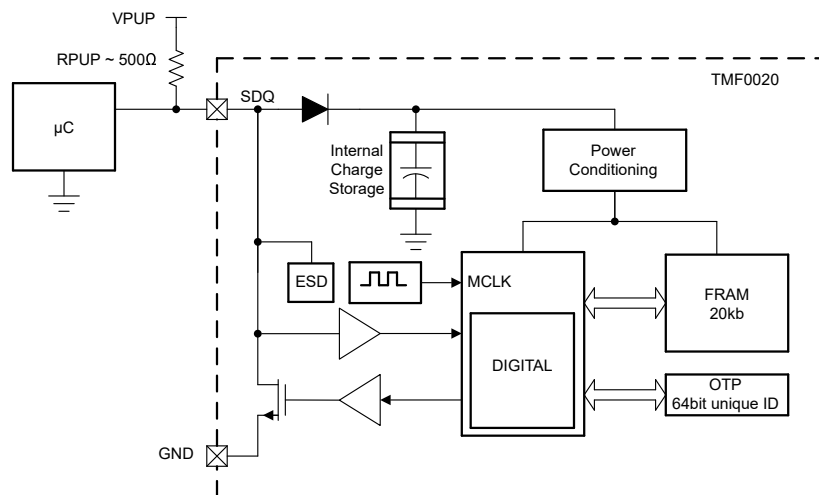 VPUP
RPUP ~ 500Ω
TMF0020
SDQ
µC
Internal
Charge
Storage
Power
Conditioning
ESD
MCLK
FRAM
20kb
DIGITAL
OTP
64bit unique ID
GND